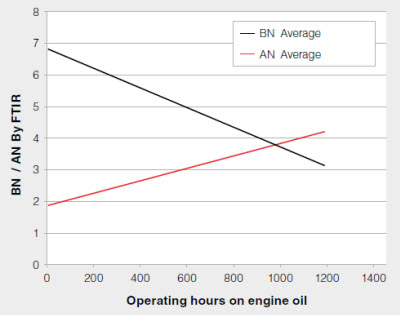 8
7
6
5
4
3
2
1
0
BN / AN By FTIR
BN Average
AN Average
0 200 400 600 800 1000 1200 1400
Operating hours on engine oil